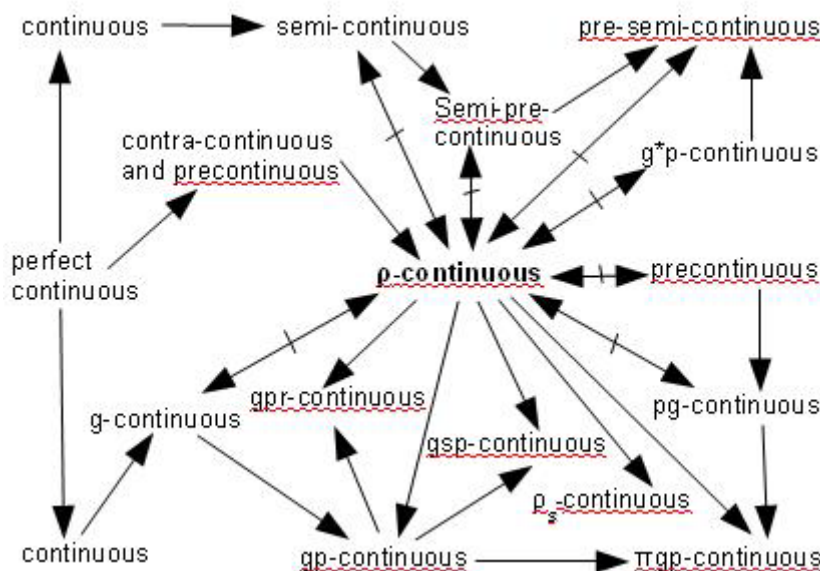 continuous
semi-continuous
pre-semi-continuous
Semi-pre-
continuous
contra-continuous
and precontinuous
g*p-continuous
perfect
continuous
ρ-continuous
precontinuous
gpr-continuous
pg-continuous
g-continuous
gsp-continuous
ρs-continuous
continuous
gp-continuous
πgp-continuous